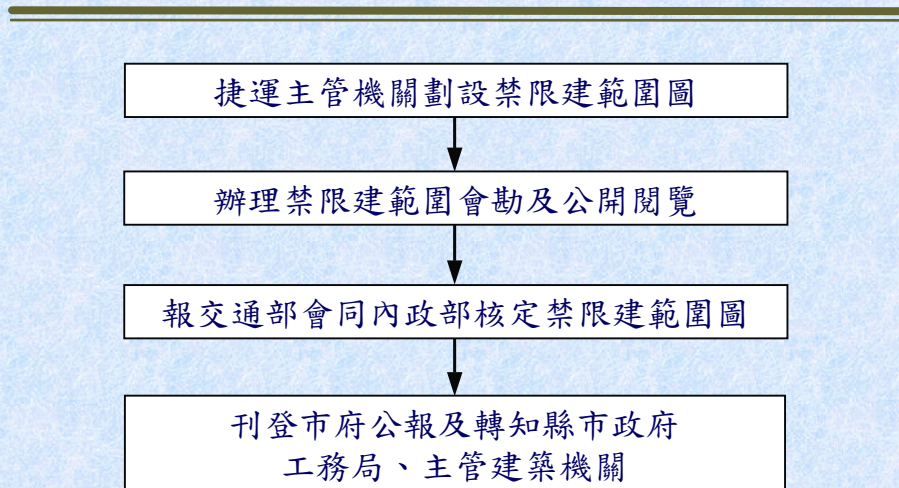 捷運主管機關劃設禁限建範圍圖
辦理禁限建範圍會勘及公開閱覽
報交通部會同內政部核定禁限建範圍圖
刊登市府公報及轉知縣市政府
工務局、主管建築機關